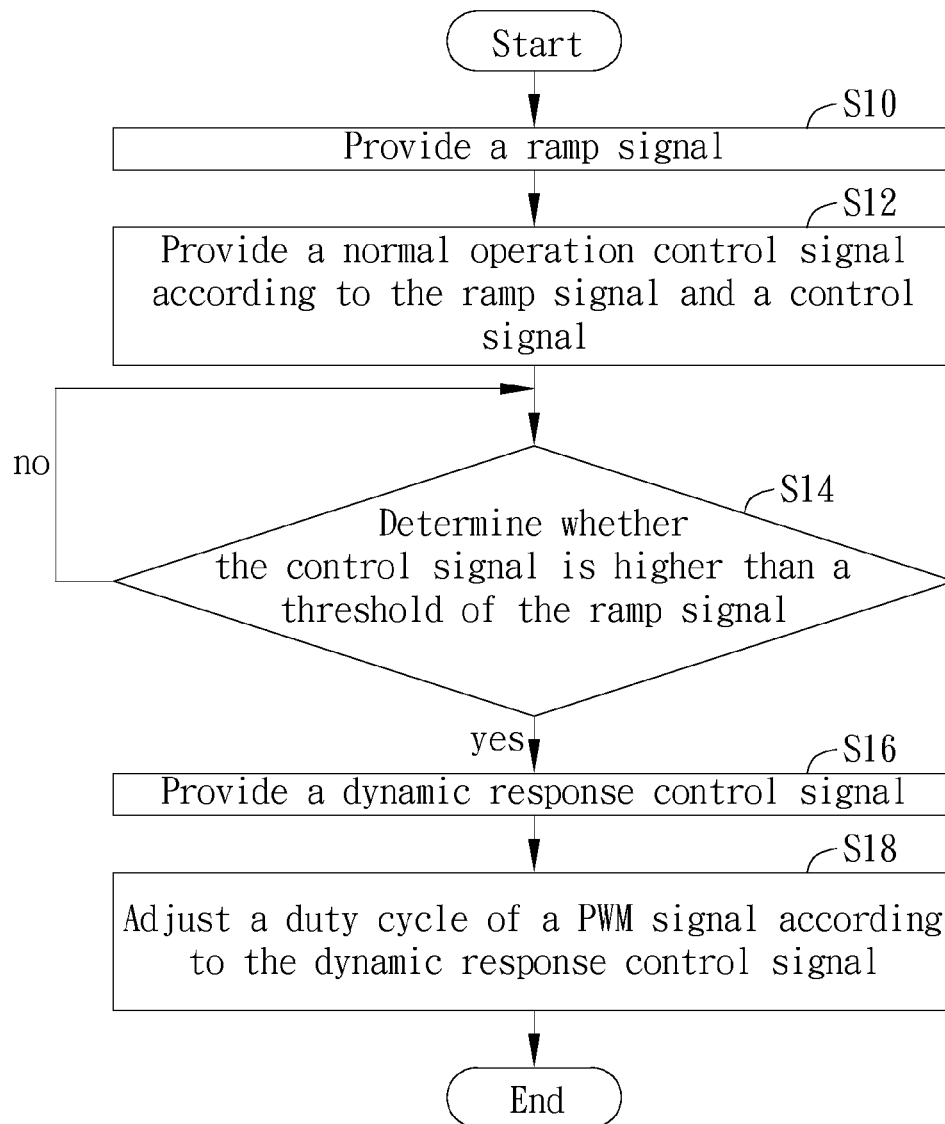 Start
S10
Provide a ramp signal
S12
Provide a normal operation control signal
according to the ramp signal and a control
signal
no
S14
Determine whether
the control signal is higher than a
threshold of the ramp signal
yes
S16
Provide a dynamic response control signal
S18
Adjust a duty cycle of a PWM signal according
to the dynamic response control signal
End